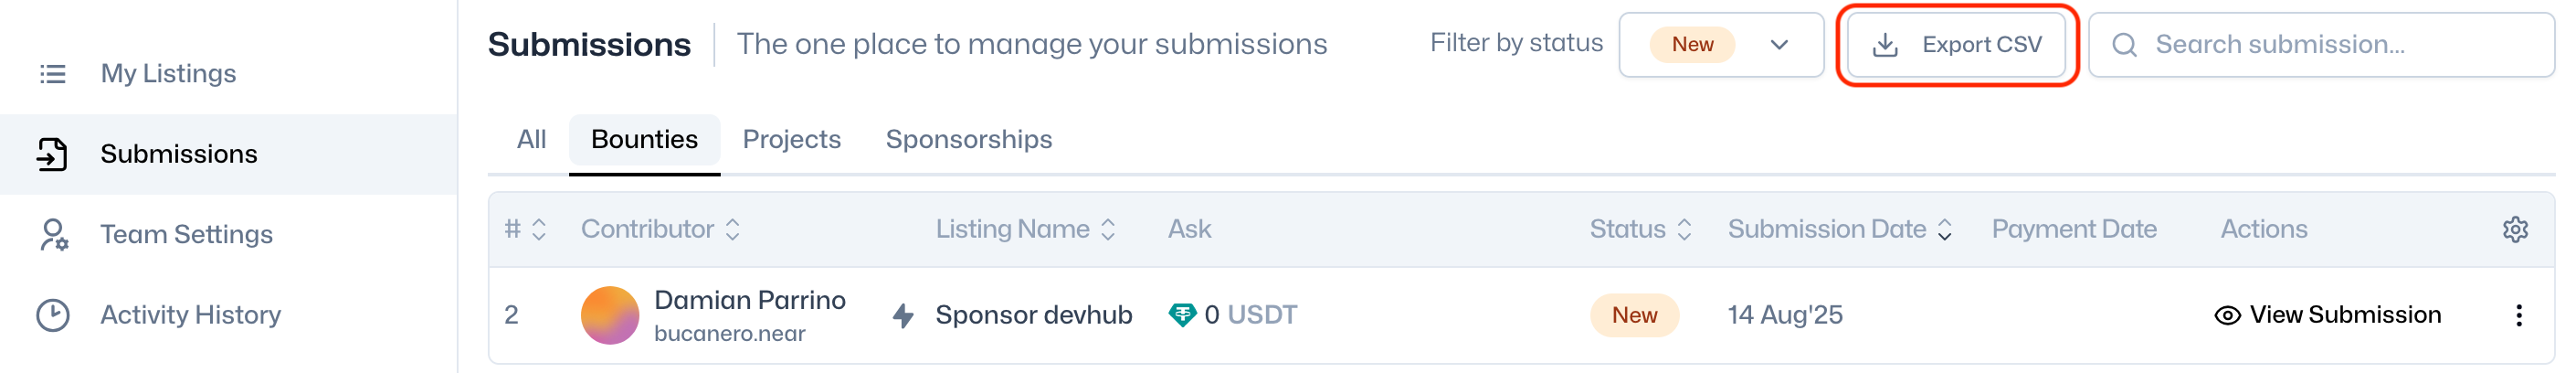 My Listings
Submissions
Team Settings
Activity History
Submissions The one place to manage your submissions Filter by status New Export CSV Search submission...
All Bounties Projects Sponsorships
# Contributor Listing Name Ask Status Submission Date Payment Date Actions
2 Damian Parrino Sponsor devhub 0 USDT New 14 Aug'25 View Submission
bucanero.near